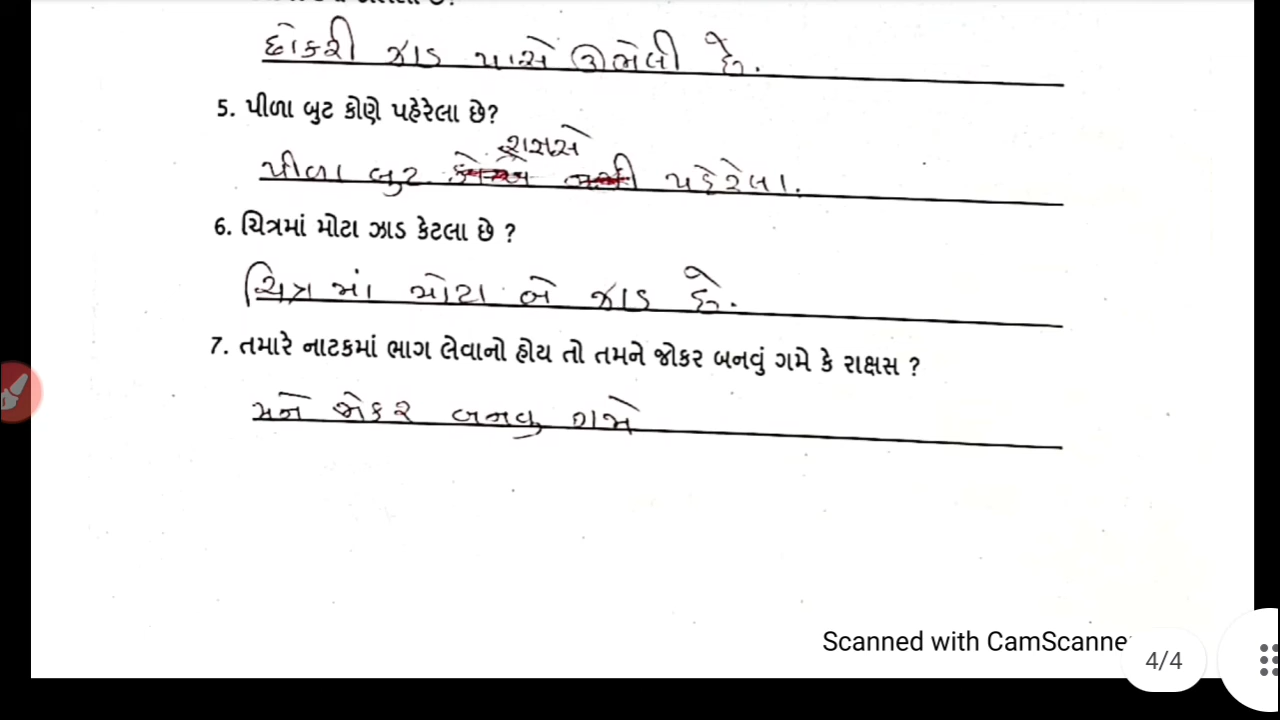 છોકરી ઝાડ પાસે ઊભેલી છે.
5. પીળા બુટ કોણે પહેરેલા છે?
પીળા બુટ રાક્ષસે પહેરેલા.
6. ચિત્રમાં મોટા ઝાડ કેટલા છે ?
ચિત્ર માં મોટા બે ઝાડ છે.
7. તમારે નાટકમાં ભાગ લેવાનો હોય તો તમને જોકર બનવું ગમે કે રાક્ષસ ?
મને જોકર બનવુ ગમે
Scanned with CamScanne
4/4